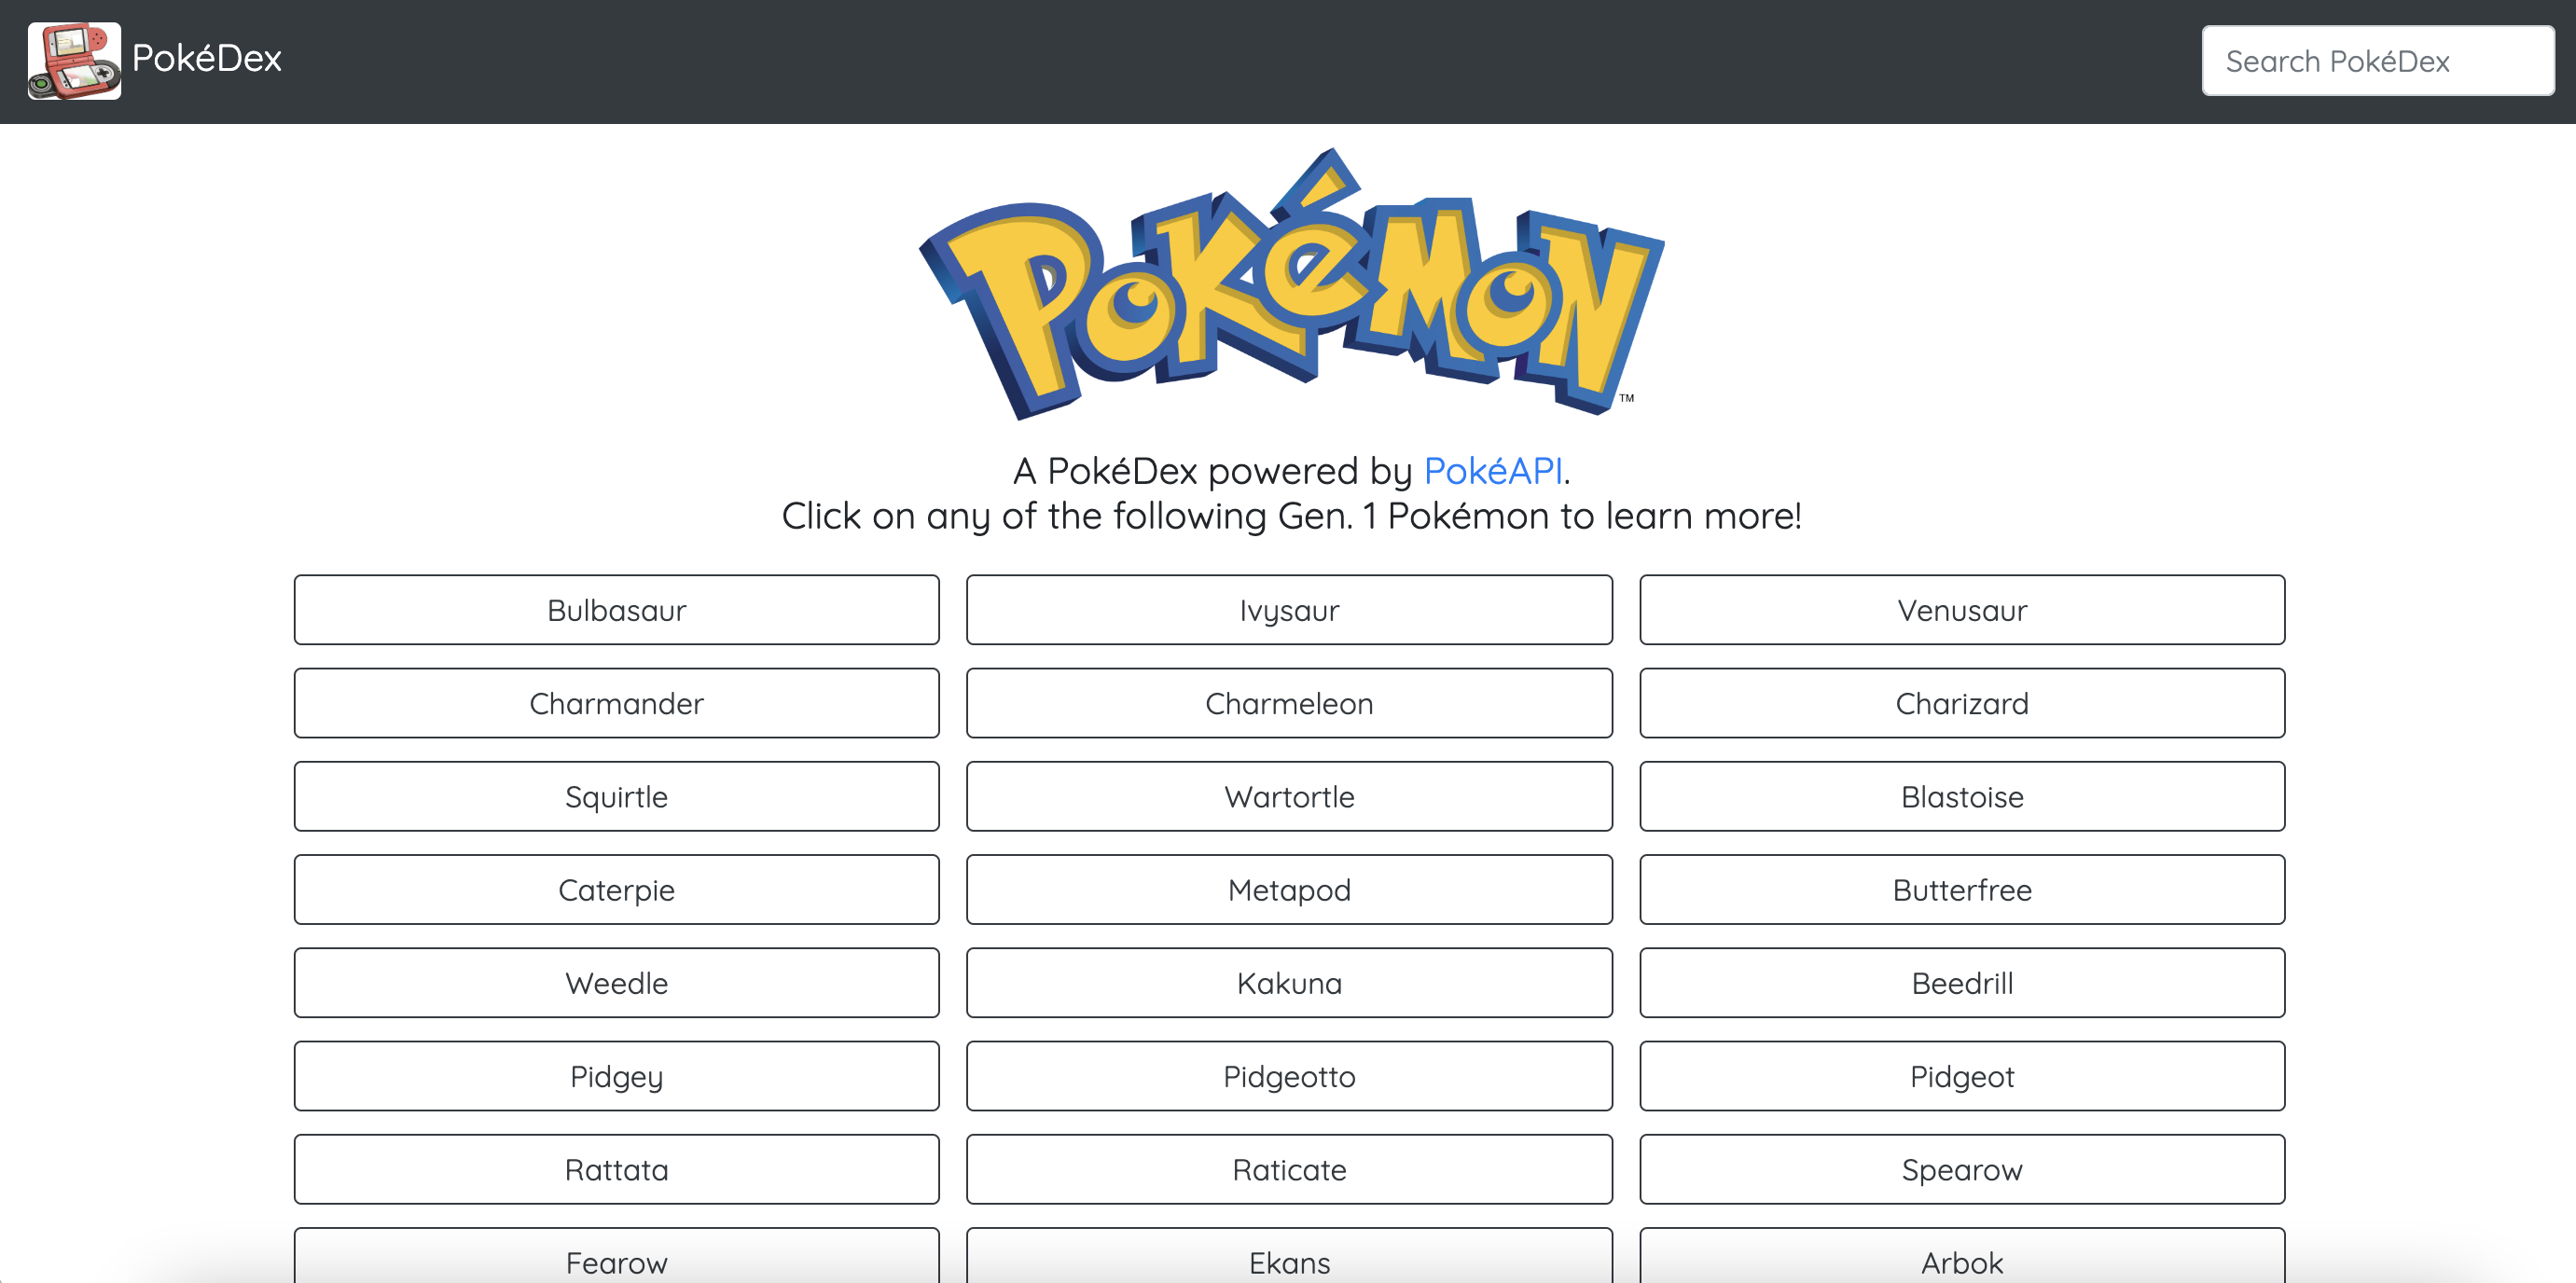 PokéDex
Search PokéDex
POKéMON
TM
A PokéDex powered by PokéAPI.
Click on any of the following Gen. 1 Pokémon to learn more!
Bulbasaur Ivysaur Venusaur
Charmander Charmeleon Charizard
Squirtle Wartortle Blastoise
Caterpie Metapod Butterfree
Weedle Kakuna Beedrill
Pidgey Pidgeotto Pidgeot
Rattata Raticate Spearow
Fearow Ekans Arbok